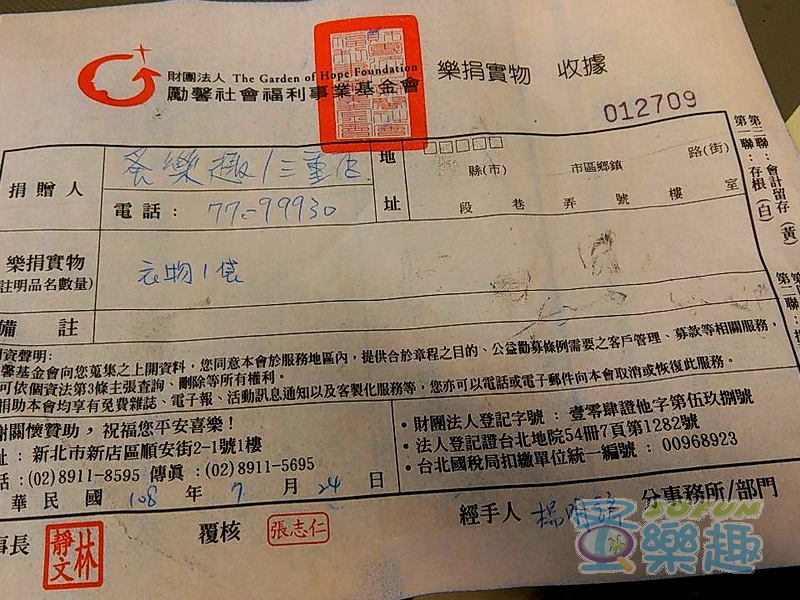 財團法人 The Garden of Hope Foundation
勵馨社會福利事業基金會
樂捐實物 收據
012709
捐贈人
蚤樂趣/三重店
地址
縣(市) 市區鄉鎮 路(街)
段 巷 弄 號 樓 室
電話: 77-99930
樂捐實物
註明品名數量)
衣物1袋
備註
資聲明:
馨基金會向您蒐集之上開資料,您同意本會於服務地區內,提供合於章程之目的、公益勸募條例需要之客戶管理、募款等相關服務,
可依個資法第3條主張查詢、刪除等所有權利。
捐助本會均享有免費雜誌、電子報、活動訊息通知以及客製化服務等,您亦可以電話或電子郵件向本會取消或恢復此服務。
謝關懷贊助,祝福您平安喜樂!
址:新北市新店區順安街2-1號1樓
話:(02)8911-8595 傳真:(02)8911-5695
華民國 108 年 7 月 24 日
•財團法人登記字號:壹零肆證他字第伍玖捌號
•法人登記證台北地院54冊7頁第1282號
•台北國稅局扣繳單位統一編號:00968923
事長
林靜文
覆核
張志仁
經手人
分事務所/部門
第一聯:存根(白)
第三聯:會計留存(黃)
第二聯:
SOFUN
蚤樂趣